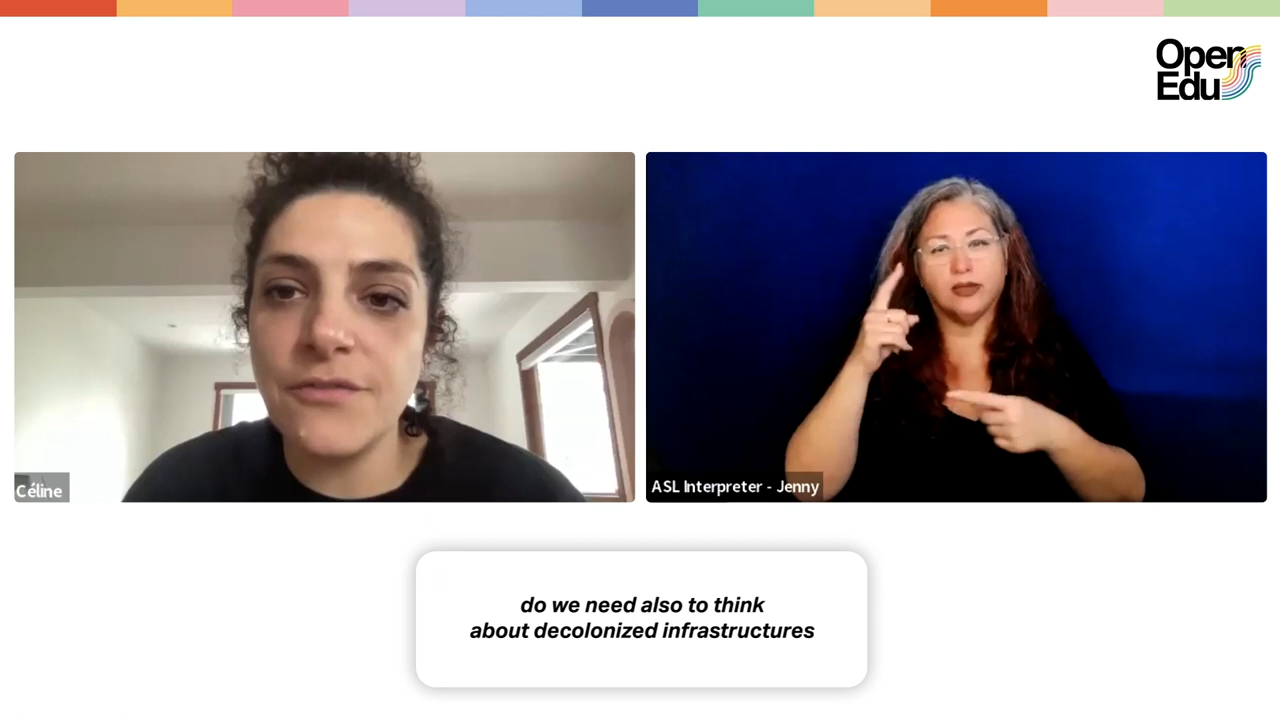 Open
Edu
Céline
ASL Interpreter - Jenny
do we need also to think
about decolonized infrastructures